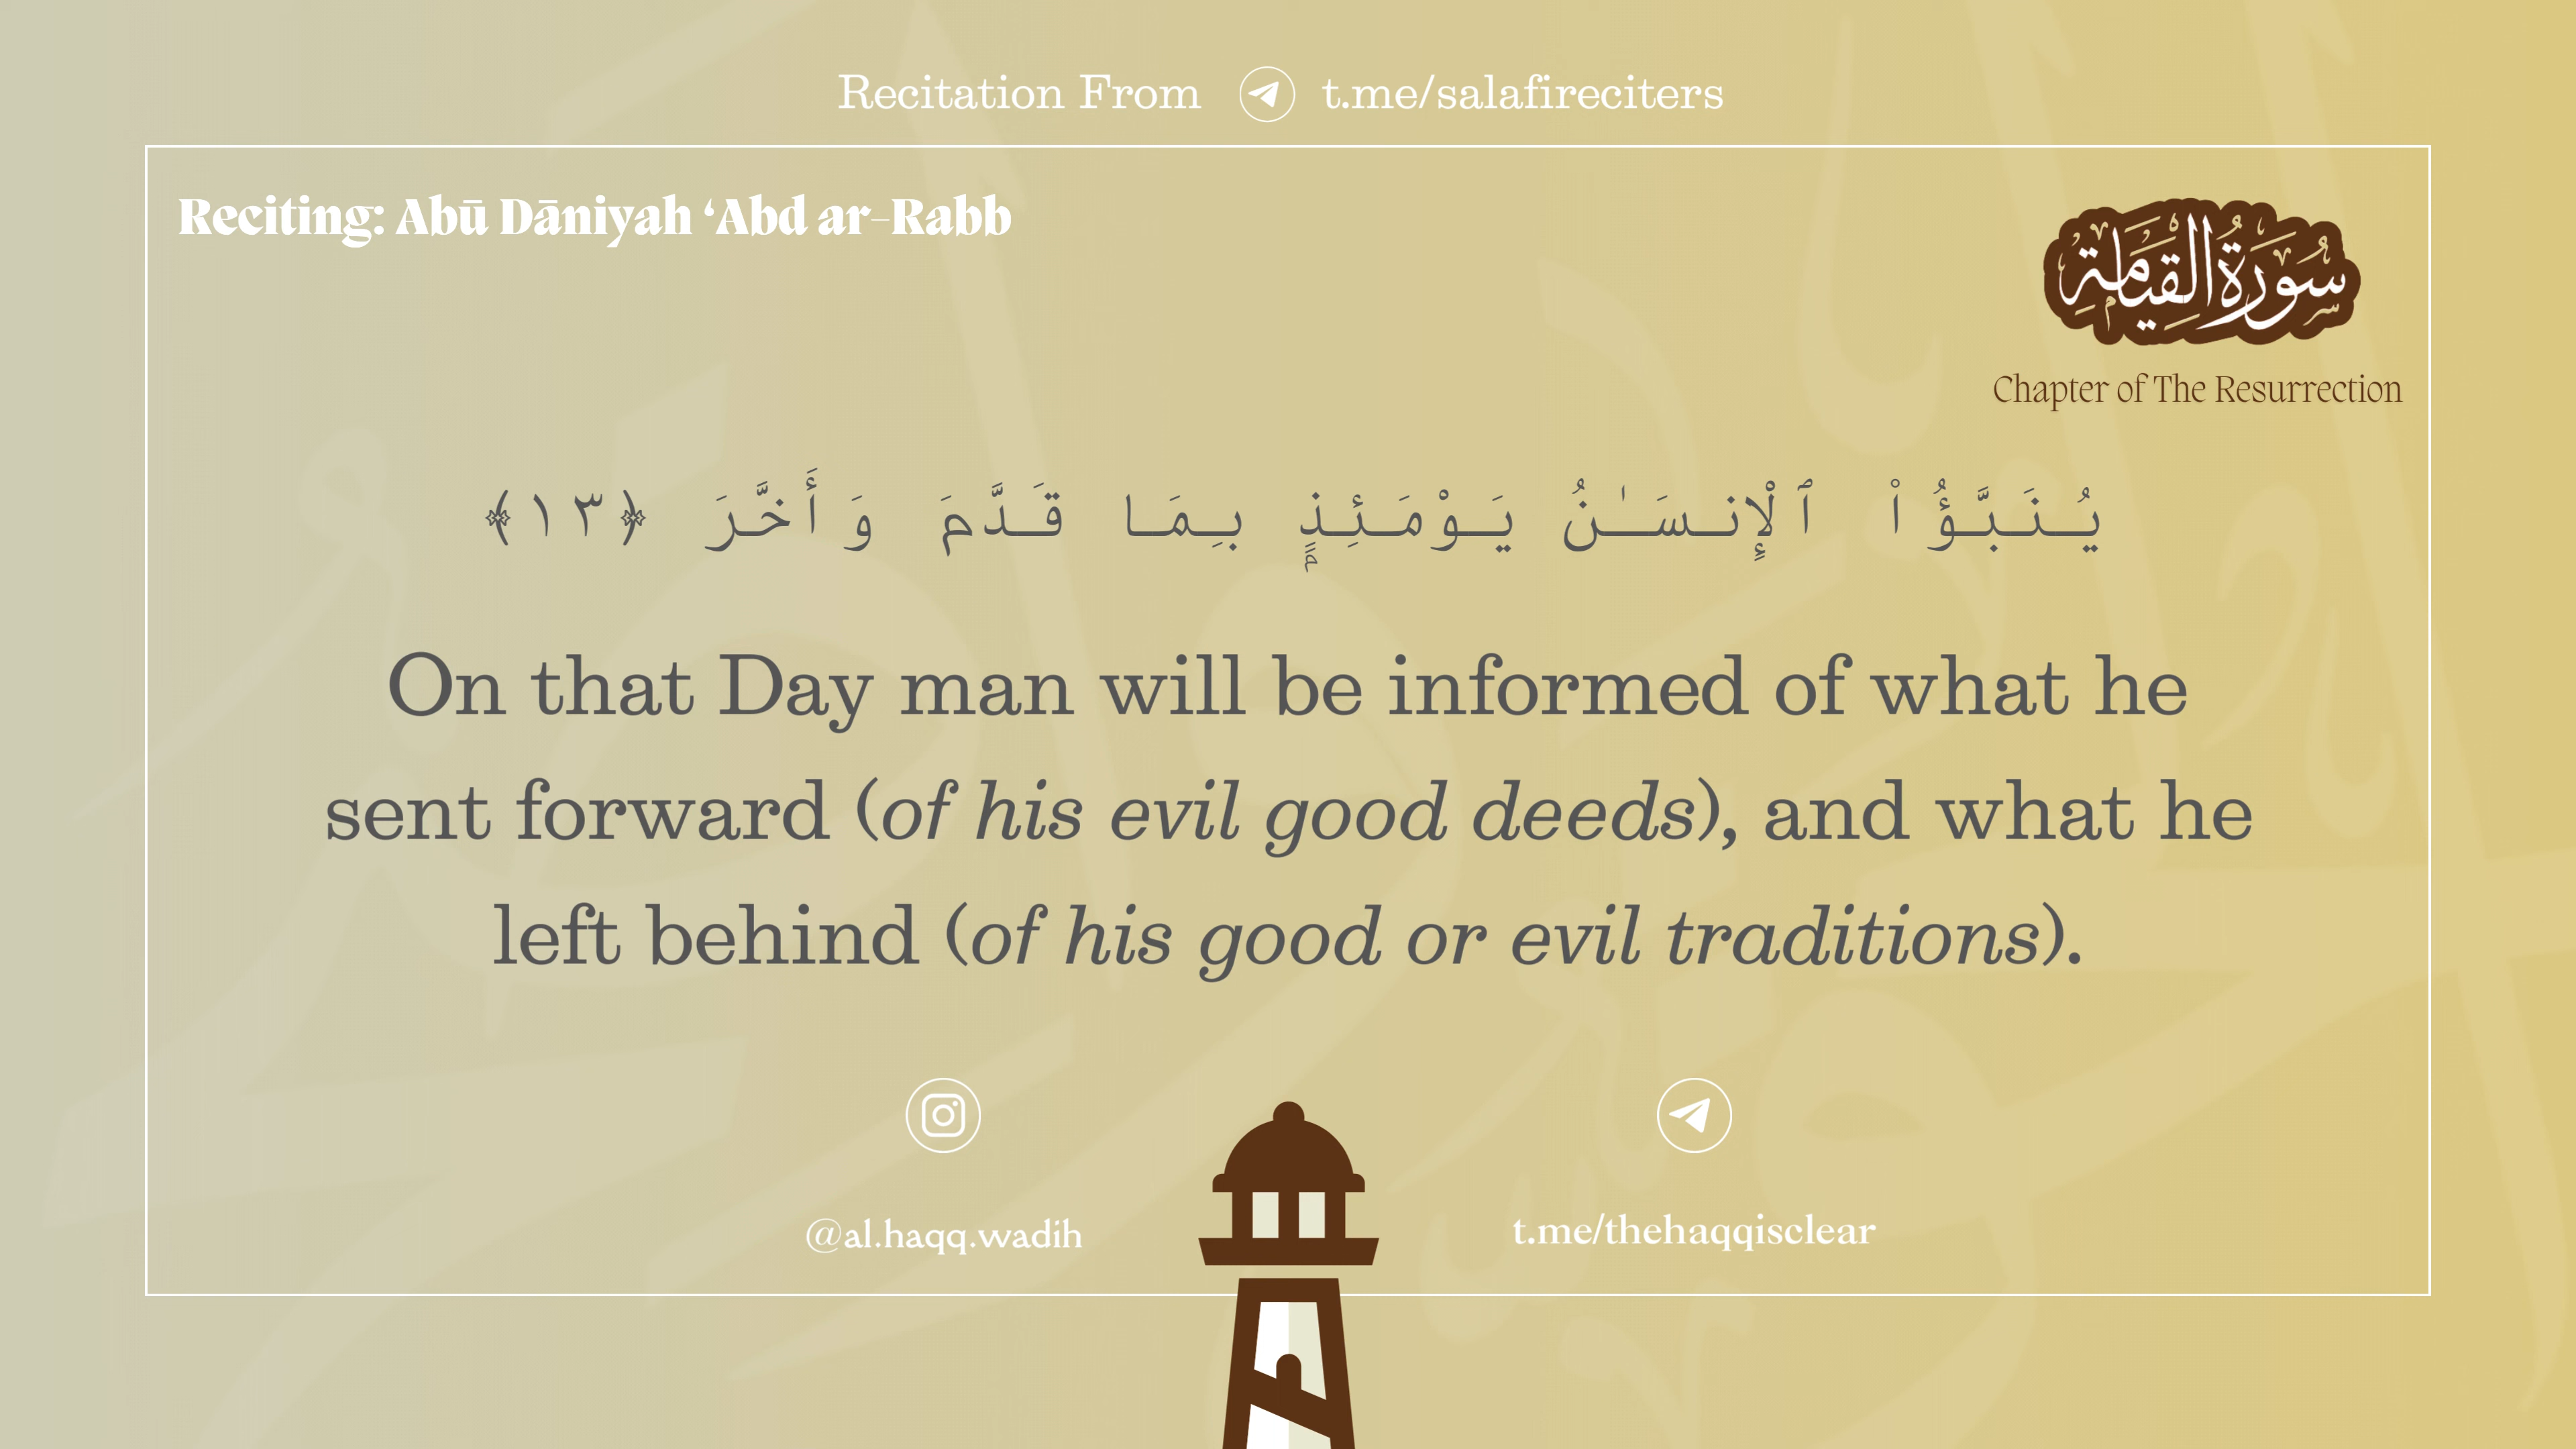 Recitation From t.me/salafireciters
Reciting: Abū Dāniyah ‘Abd ar-Rabb
سُورَةُ القِيَامَةِ
Chapter of The Resurrection
يُنَبَّؤُا۟ ٱلْإِنسَـٰنُ يَوْمَئِذٍۭ بِمَا قَدَّمَ وَأَخَّرَ ﴿١٣﴾
On that Day man will be informed of what he
sent forward (of his evil good deeds), and what he
left behind (of his good or evil traditions).
@al.haqq.wadih
t.me/thehaqqisclear